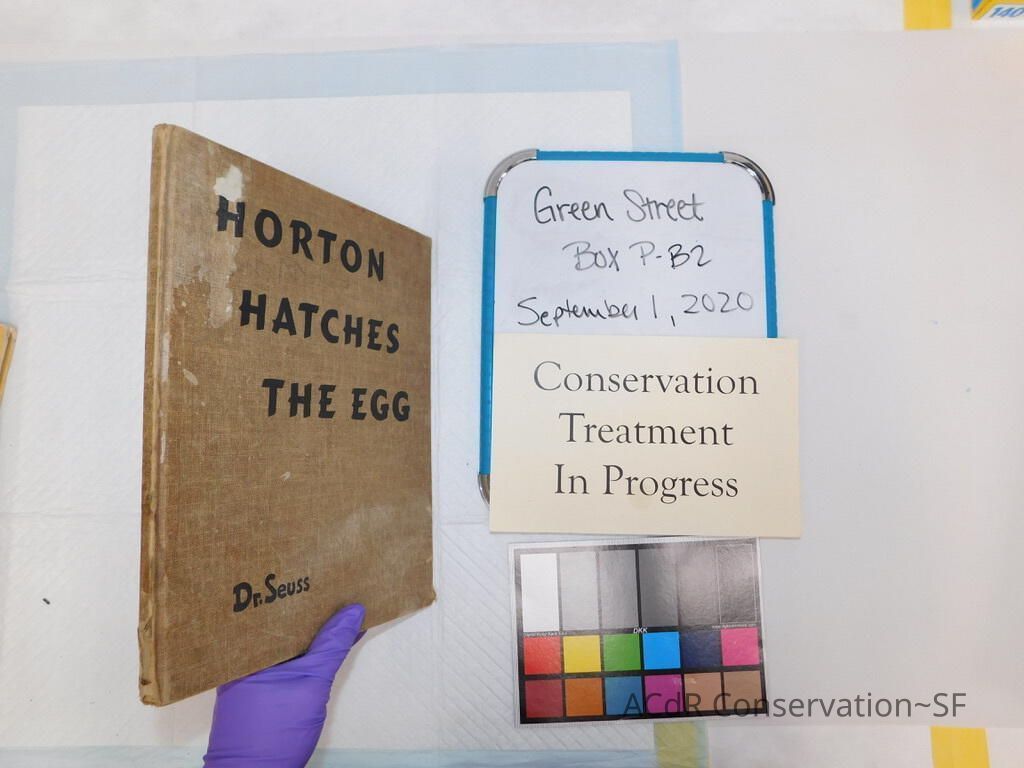 HORTON
HATCHES
THE EGG
Dr. Seuss
Green Street
Box P-B2
September 1, 2020
Conservation
Treatment
In Progress
DKK
ACdR Conservation~SF
140